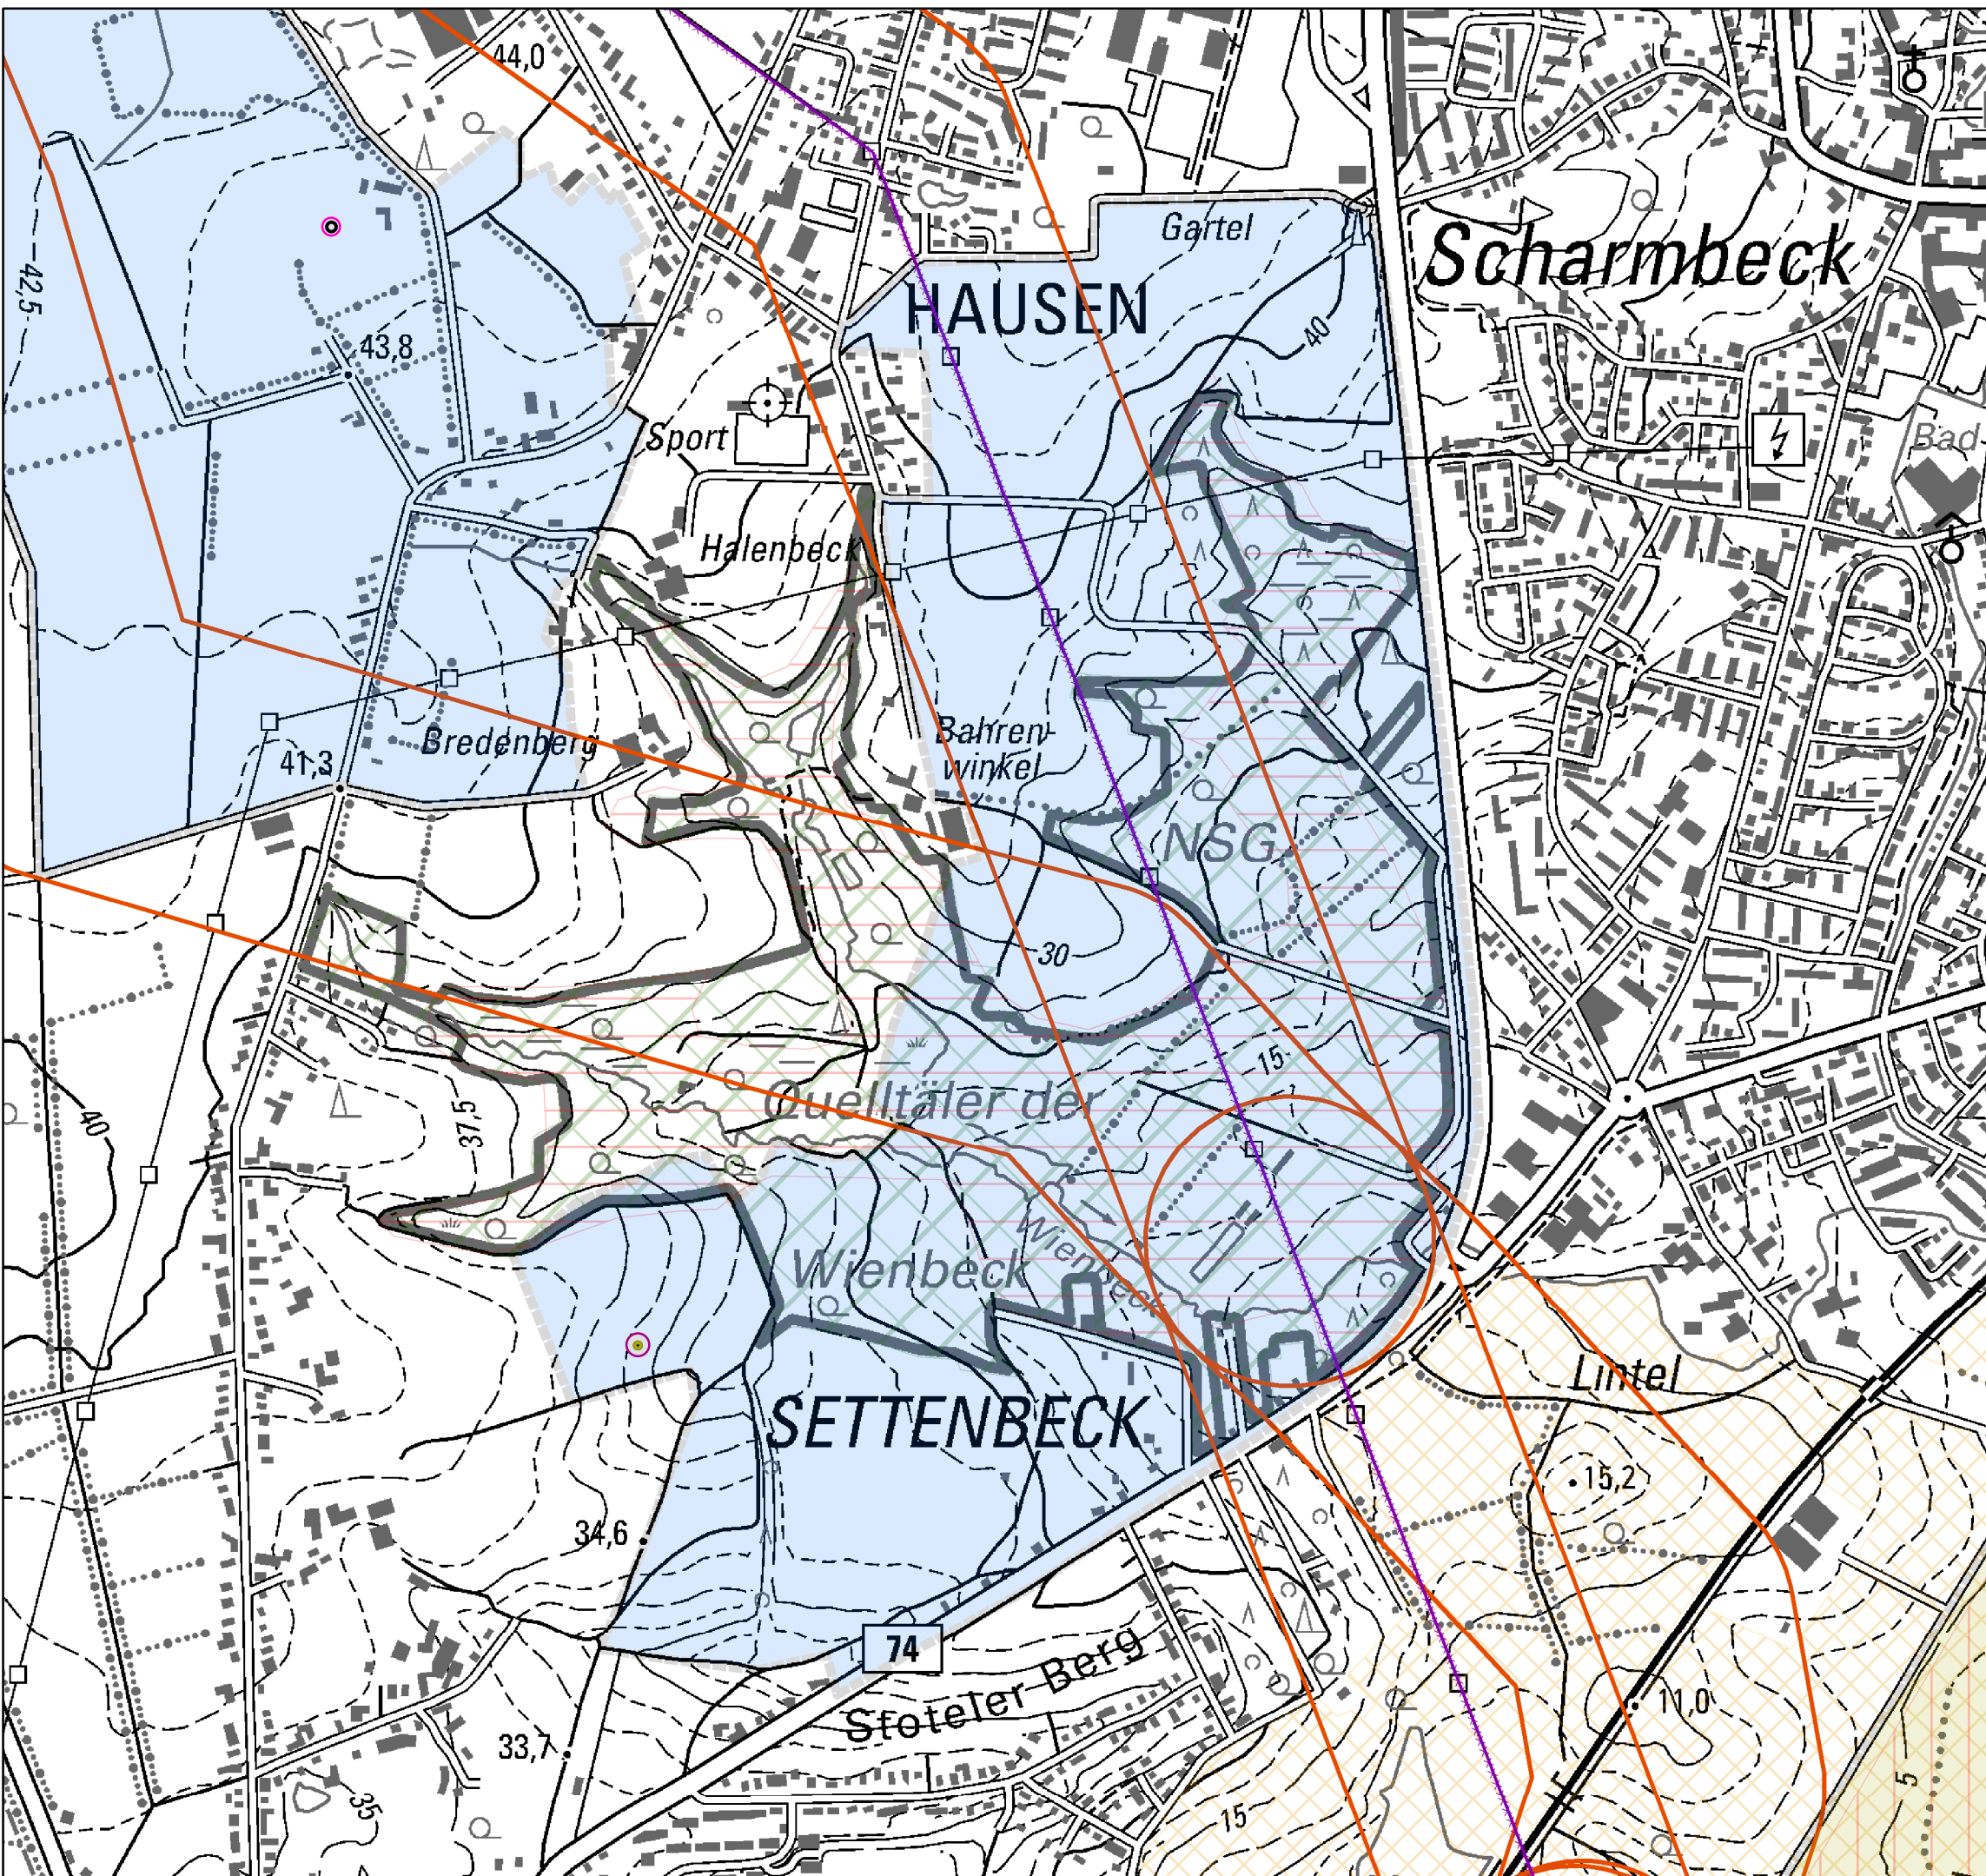 44,0
Gartel
Scharmbeck
42,5
HAUSEN
40
43,8
Sport
Bad
Halenbeck
Bahren-
winkel
Bredenberg
41,3
NSG
30
15
40
37,5
Quelltäler der
Wienbeck
Wienbeck
Lintel
SETTENBECK
15,2
34,6
74
Stoteler Berg
11,0
33,7
35
15
5